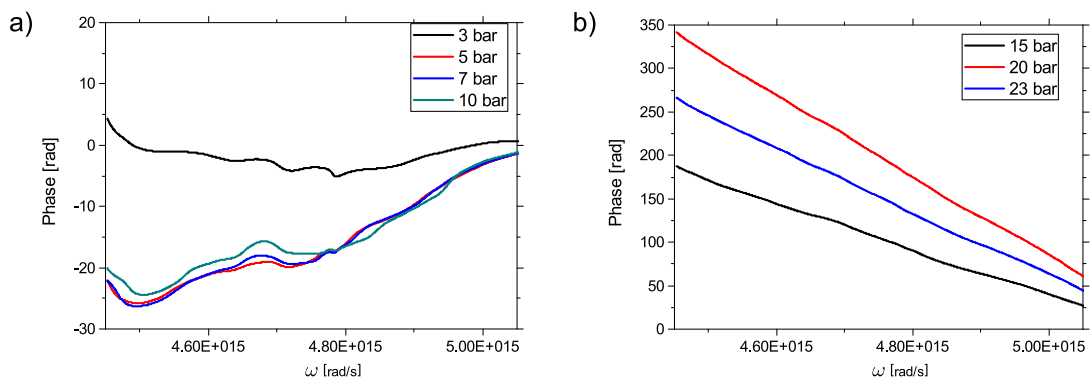 a)
20
10
0
-10
-20
-30
Phase [rad]
3 bar
5 bar
7 bar
10 bar
4.60E+015
4.80E+015
5.00E+015
ω [rad/s]
b)
350
300
250
200
150
100
50
0
Phase [rad]
15 bar
20 bar
23 bar
4.60E+015
4.80E+015
5.00E+015
ω [rad/s]